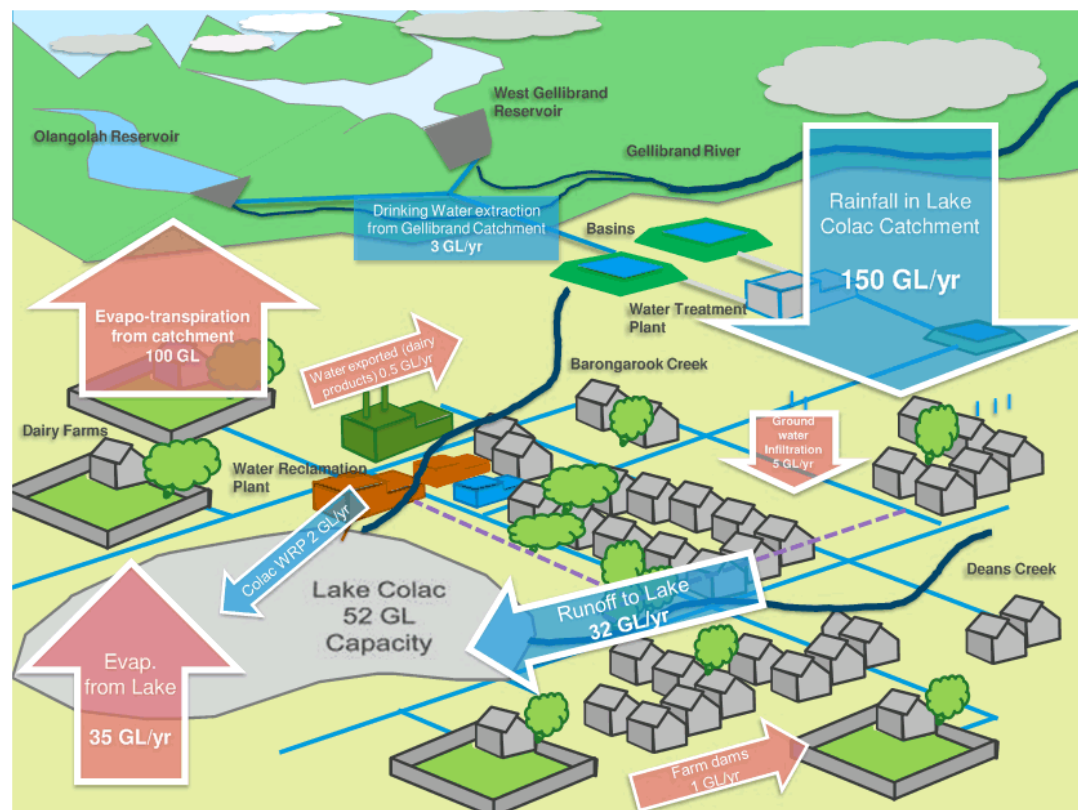 West Gellibrand
Reservoir
Olangolah Reservoir
Gellibrand River
Rainfall in Lake
Colac Catchment
150 GL/yr
Drinking Water extraction
from Gellibrand Catchment
3 GL/yr
Basins
Evapo-transpiration
from catchment
100 GL
Water Treatment
Plant
Water exported (dairy
products) 0.5 GL/yr
Barongarook Creek
Dairy Farms
Ground
water
Infiltration
5 GL/yr
Water Reclamation
Plant
Colac WRP 2 GL/yr
Deans Creek
Lake Colac
52 GL
Capacity
Runoff to Lake
32 GL/yr
Evap.
from Lake
35 GL/yr
Farm dams
1 GL/yr